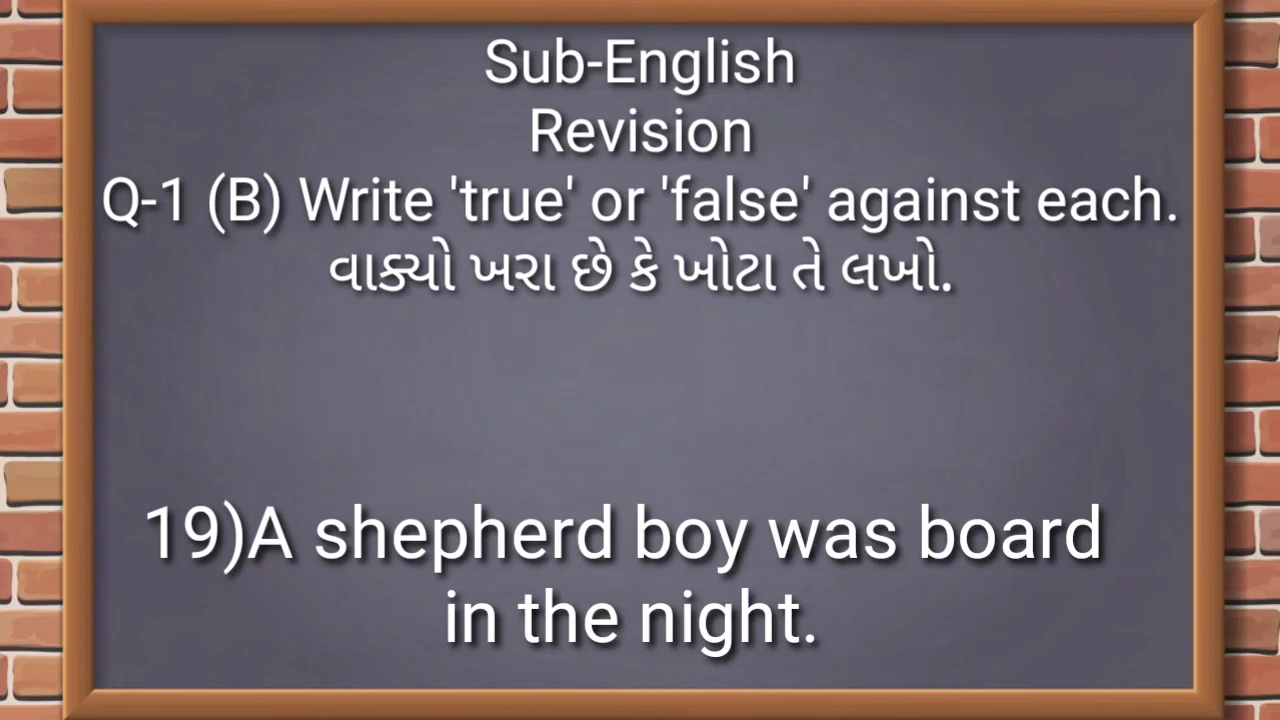 Sub-English
Revision
Q-1 (B) Write 'true' or 'false' against each.
વાક્યો ખરા છે કે ખોટા તે લખો.
19)A shepherd boy was board
in the night.